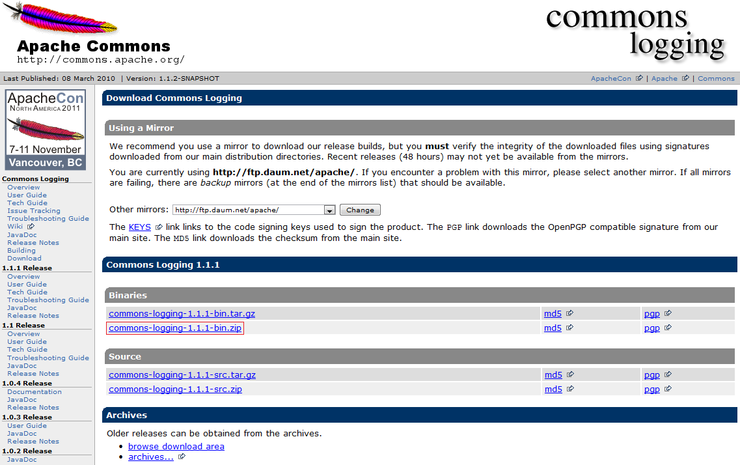 Apache Commons
http://commons.apache.org/
commons
logging
Last Published: 08 March 2010 | Version: 1.1.2-SNAPSHOT
ApacheCon | Apache | Commons
ApacheCon
NORTH AMERICA 2011
7-11 November
Vancouver, BC
Commons Logging
Overview
User Guide
Tech Guide
Issue Tracking
Troubleshooting Guide
Wiki
JavaDoc
Release Notes
Building
Download
1.1.1 Release
Overview
User Guide
Tech Guide
Troubleshooting Guide
JavaDoc
Release Notes
1.1 Release
Overview
User Guide
Tech Guide
Troubleshooting Guide
JavaDoc
Release Notes
1.0.4 Release
Documentation
JavaDoc
Release Notes
1.0.3 Release
User Guide
JavaDoc
Release Notes
1.0.2 Release
JavaDoc
Download Commons Logging
Using a Mirror
We recommend you use a mirror to download our release builds, but you must verify the integrity of the downloaded files using signatures
downloaded from our main distribution directories. Recent releases (48 hours) may not yet be available from the mirrors.
You are currently using http://ftp.daum.net/apache/. If you encounter a problem with this mirror, please select another mirror. If all mirrors
are failing, there are backup mirrors (at the end of the mirrors list) that should be available.
Other mirrors: http://ftp.daum.net/apache/ Change
The KEYS link links to the code signing keys used to sign the product. The PGP link downloads the OpenPGP compatible signature from our
main site. The MD5 link downloads the checksum from the main site.
Commons Logging 1.1.1
Binaries
commons-logging-1.1.1-bin.tar.gz md5 pgp
commons-logging-1.1.1-bin.zip md5 pgp
Source
commons-logging-1.1.1-src.tar.gz md5 pgp
commons-logging-1.1.1-src.zip md5 pgp
Archives
Older releases can be obtained from the archives.
• browse download area
• archives...